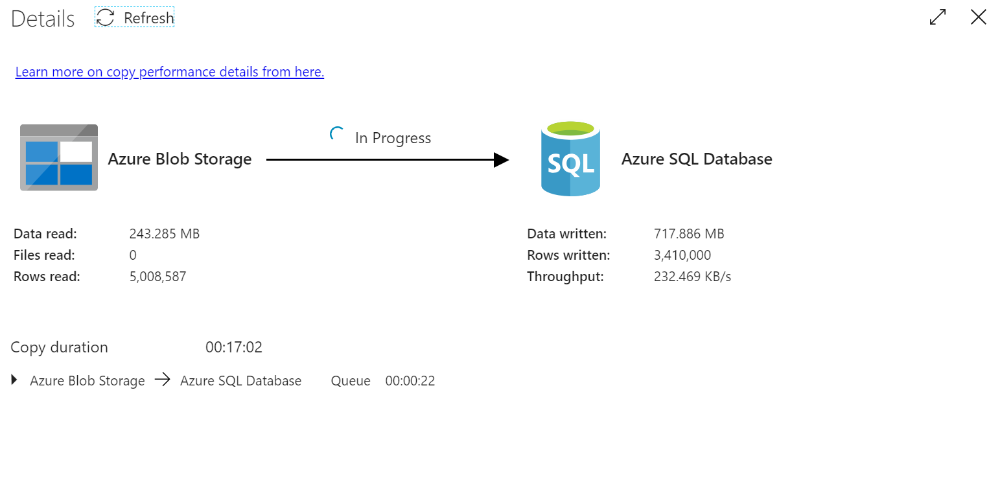 Details Refresh
Learn more on copy performance details from here.
In Progress
Azure Blob Storage
SQL
Azure SQL Database
Data read: 243.285 MB
Files read: 0
Rows read: 5,008,587
Data written: 717.886 MB
Rows written: 3,410,000
Throughput: 232.469 KB/s
Copy duration 00:17:02
Azure Blob Storage → Azure SQL Database Queue 00:00:22